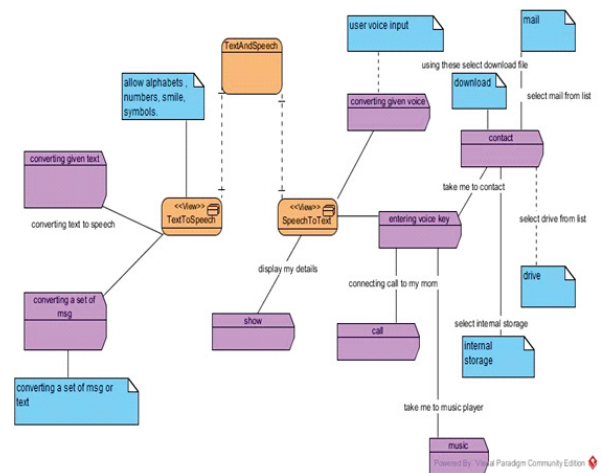 mail
user voice input
TextAndSpeech
using these select download file
allow alphabets ,
numbers, smile,
symbols.
download
select mail from list
converting given voice
contact
converting given text
take me to contact
<<View>>
TextToSpeech
<<View>>
SpeechToText
entering voice key
select drive from list
converting text to speech
display my details
connecting call to my mom
drive
converting a set of
msg
show
call
select internal storage
internal
storage
converting a set of msg or
text
take me to music player
music
Powered By Visual Paradigm Community Edition